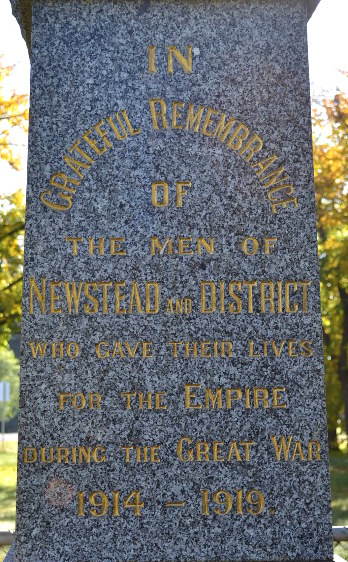 IN
GRATEFUL REMEMBRANCE
OF
THE MEN OF
NEWSTEAD AND DISTRICT
WHO GAVE THEIR LIVES
FOR THE EMPIRE
DURING THE GREAT WAR
1914 – 1919.